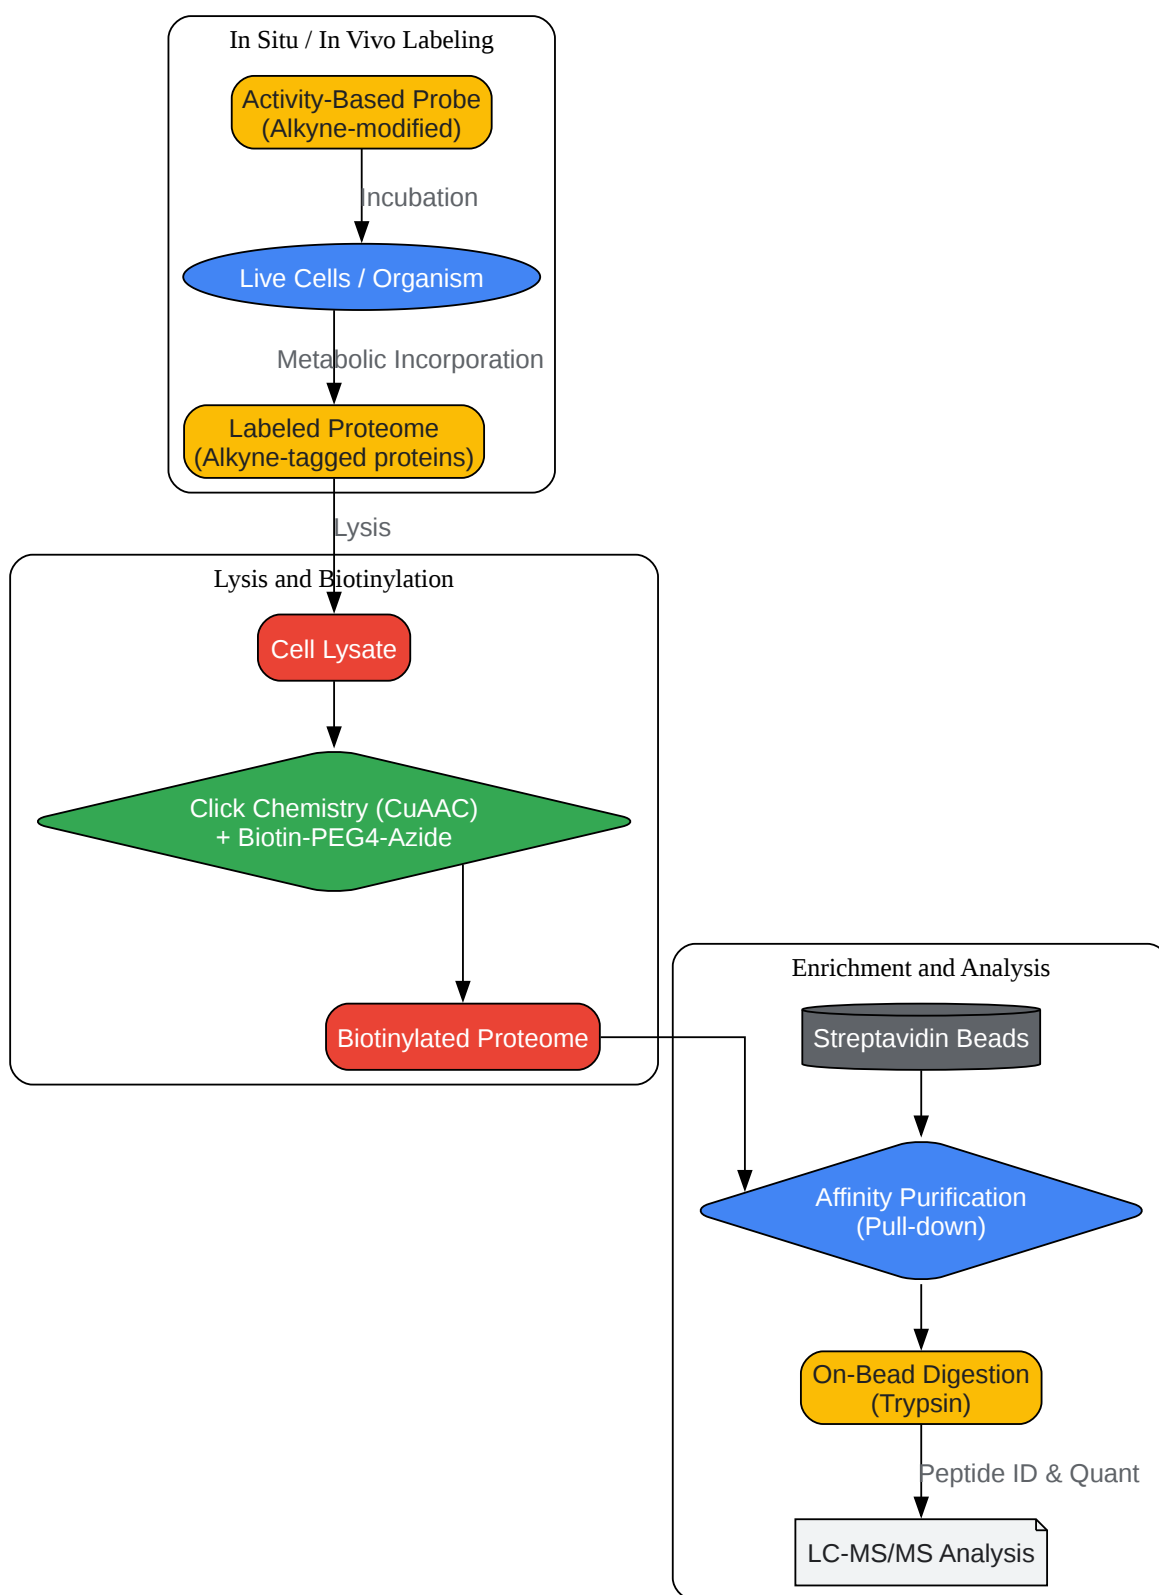 In Situ / In Vivo Labeling
Activity-Based Probe
(Alkyne-modified)
Incubation
Live Cells / Organism
Metabolic Incorporation
Labeled Proteome
(Alkyne-tagged proteins)
Lysis
Lysis and Biotinylation
Cell Lysate
Click Chemistry (CuAAC)
+ Biotin-PEG4-Azide
Biotinylated Proteome
Enrichment and Analysis
Streptavidin Beads
Affinity Purification
(Pull-down)
On-Bead Digestion
(Trypsin)
Peptide ID & Quant
LC-MS/MS Analysis